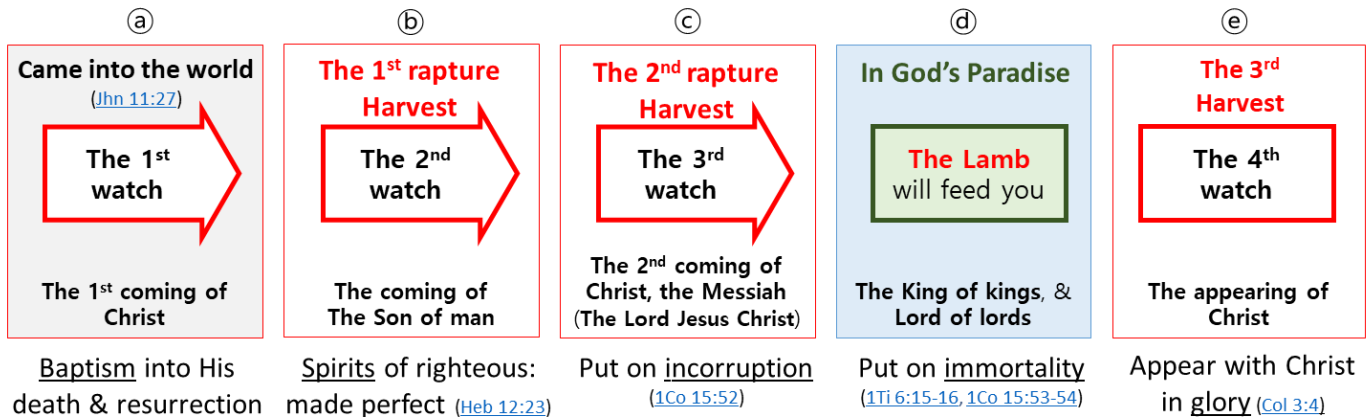 ⓐ
Came into the world
(Jhn 11:27)
The 1st
watch
The 1st coming of
Christ
Baptism into His
death & resurrection
ⓑ
The 1st rapture
Harvest
The 2nd
watch
The coming of
The Son of man
Spirits of righteous:
made perfect (Heb 12:23)
ⓒ
The 2nd rapture
Harvest
The 3rd
watch
The 2nd coming of
Christ, the Messiah
(The Lord Jesus Christ)
Put on incorruption
(1Co 15:52)
ⓓ
In God's Paradise
The Lamb
will feed you
The King of kings, &
Lord of lords
Put on immortality
(1Ti 6:15-16, 1Co 15:53-54)
ⓔ
The 3rd
Harvest
The 4th
watch
The appearing of
Christ
Appear with Christ
in glory (Col 3:4)